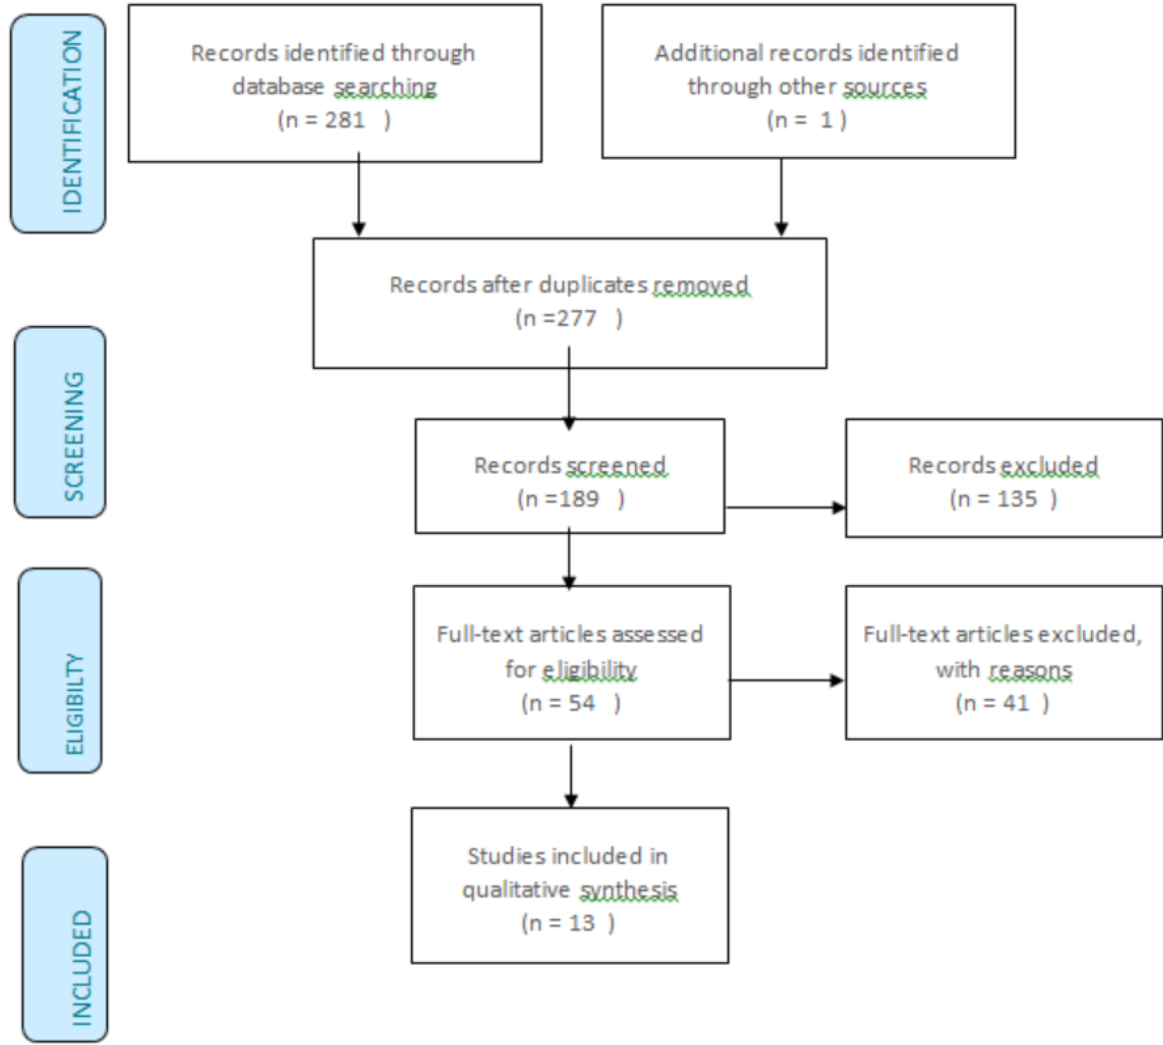 IDENTIFICATION
Records identified through
database searching
(n = 281   )
Additional records identified
through other sources
(n =  1 )
Records after duplicates removed
(n =277   )
SCREENING
Records screened
(n =189   )
Records excluded
(n = 135  )
ELIGIBILTY
Full-text articles assessed
for eligibility
(n = 54   )
Full-text articles excluded,
with reasons
(n = 41  )
INCLUDED
Studies included in
qualitative synthesis
(n = 13  )